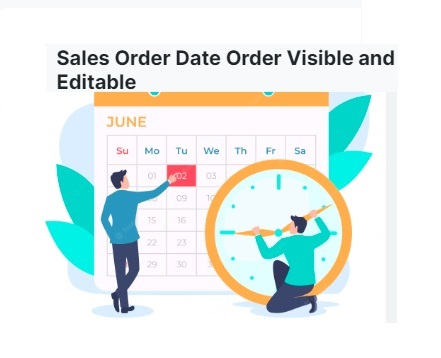 Sales Order Date Order Visible and
Editable
JUNE
Su Mo Tu We Th Fr Sa
01 02 03
09 10
15 16
22 23
29 30